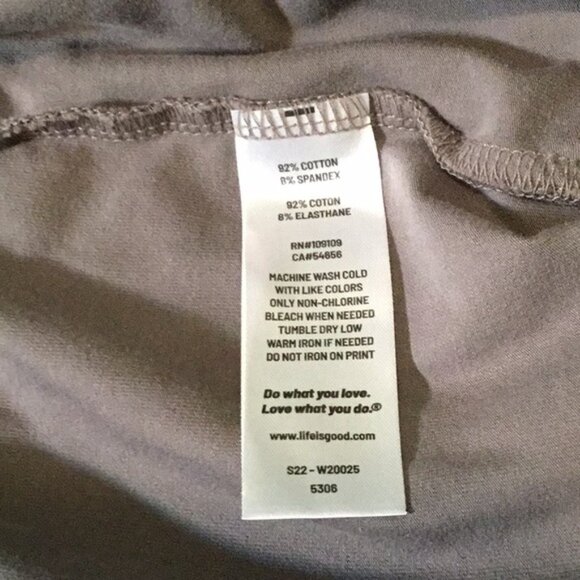 92% COTTON
8% SPANDEX
92% COTON
8% ELASTHANE
RN#109109
CA#54656
MACHINE WASH COLD
WITH LIKE COLORS
ONLY NON-CHLORINE
BLEACH WHEN NEEDED
TUMBLE DRY LOW
WARM IRON IF NEEDED
DO NOT IRON ON PRINT
Do what you love.
Love what you do.®
www.lifeisgood.com
S22 - W20025
5306